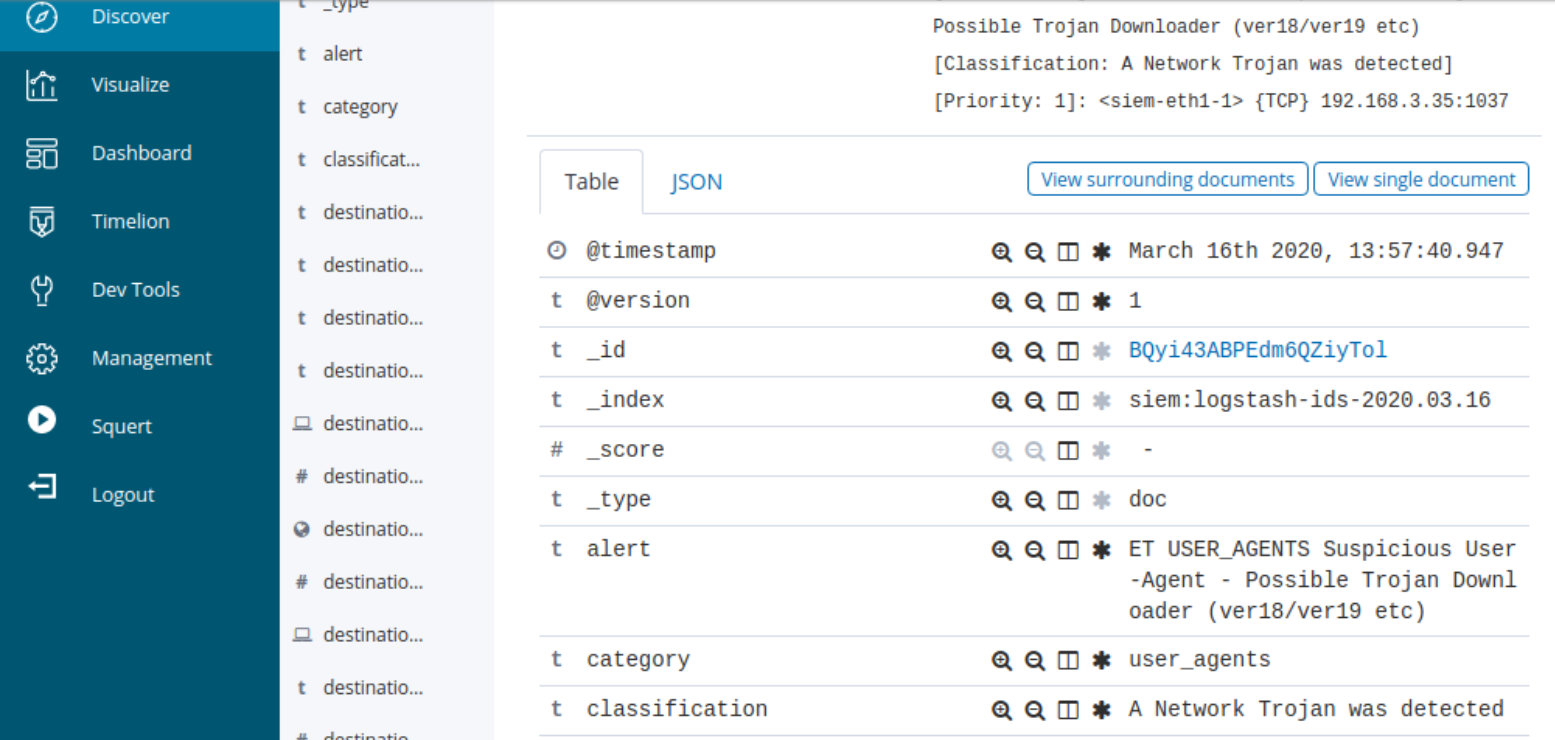 Discover
Visualize
Dashboard
Timelion
Dev Tools
Management
Squert
Logout
t _type
t alert
t category
t classificat...
t destinatio...
t destinatio...
t destinatio...
t destinatio...
destinatio...
# destinatio...
destinatio...
# destinatio...
destinatio...
t destinatio...
# destinatio
Possible Trojan Downloader (ver18/ver19 etc)
[Classification: A Network Trojan was detected]
[Priority: 1]: <siem-eth1-1> {TCP} 192.168.3.35:1037
Table JSON View surrounding documents View single document
@timestamp March 16th 2020, 13:57:40.947
t @version 1
t _id BQyi43ABPEdm6QZiyTol
t _index siem:logstash-ids-2020.03.16
# _score -
t _type doc
t alert ET USER_AGENTS Suspicious User
-Agent - Possible Trojan Downl
oader (ver18/ver19 etc)
t category user_agents
t classification A Network Trojan was detected